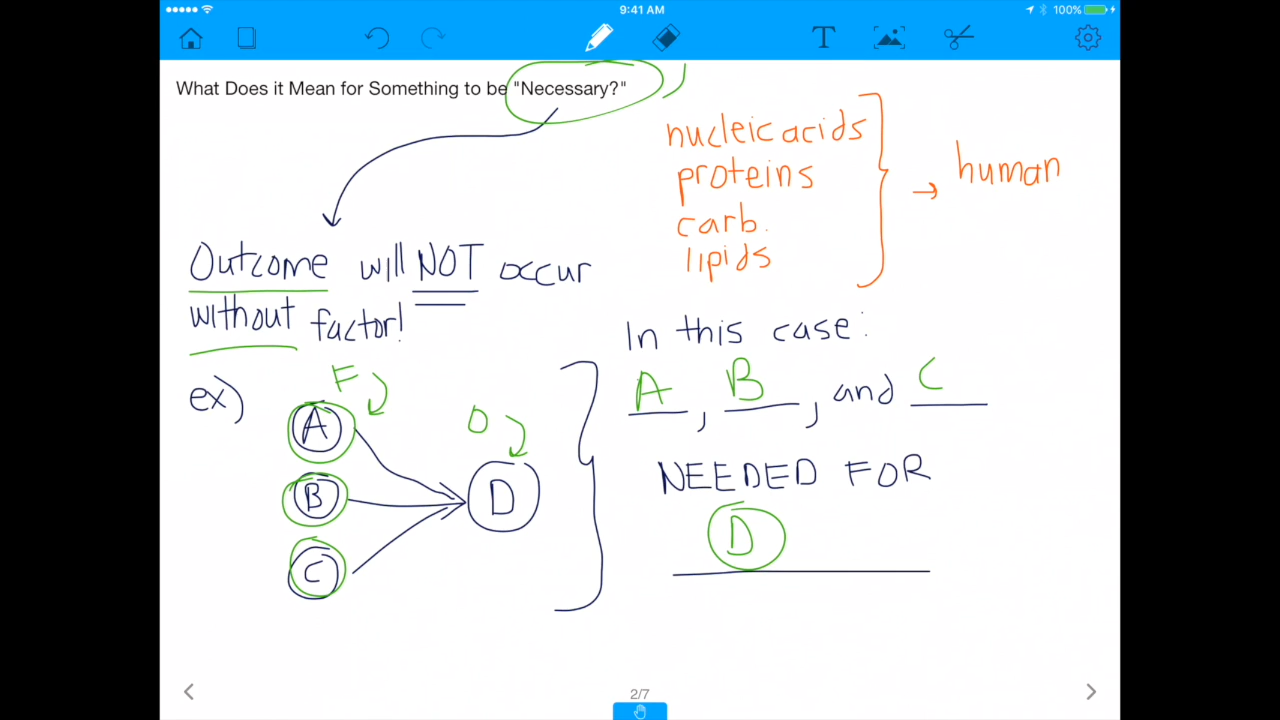 9:41 AM
100%
T
What Does it Mean for Something to be "Necessary?"
nucleic acids
proteins
carb.
lipids
→ human
Outcome will NOT occur
without factor!
ex)
F
A
B
C
O
D
In this case:
A, B, and C
NEEDED FOR
D
2/7